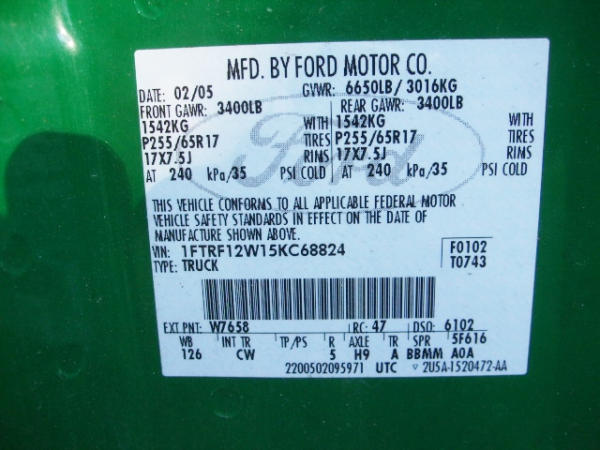 MFD. BY FORD MOTOR CO.
DATE: 02/05 GVWR: 6650LB/ 3016KG
FRONT GAWR: 3400LB REAR GAWR: 3400LB
1542KG WITH 1542KG WITH
P255/65R17 TIRES P255/65R17 TIRES
17X7.5J RIMS 17X7.5J RIMS
AT 240 kPa/35 PSI COLD AT 240 kPa/35 PSI COLD
Ford
THIS VEHICLE CONFORMS TO ALL APPLICABLE FEDERAL MOTOR
VEHICLE SAFETY STANDARDS IN EFFECT ON THE DATE OF
MANUFACTURE SHOWN ABOVE.
VIN: 1FTRF12W15KC68824 F0102
TYPE: TRUCK T0743
EXT PNT: W7658 RC: 47 DSO: 6102
WB INT TR TP/PS R AXLE TR SPR 5F616
126 CW 5 H9 A BBMM A0A
2200502095971 UTC ▽ 2U5A-1520472-AA